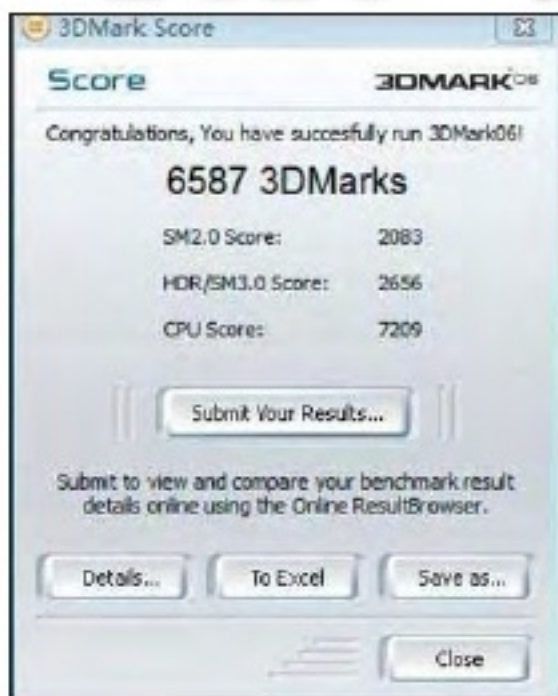 3DMark Score
Score 3DMARK06
Congratulations, You have succesfully run 3DMark06!
6587 3DMarks
SM2.0 Score: 2083
HDR/SM3.0 Score: 2656
CPU Score: 7209
Submit Your Results...
Submit to view and compare your benchmark result
details online using the Online ResultBrowser.
Details... To Excel Save as...
Close